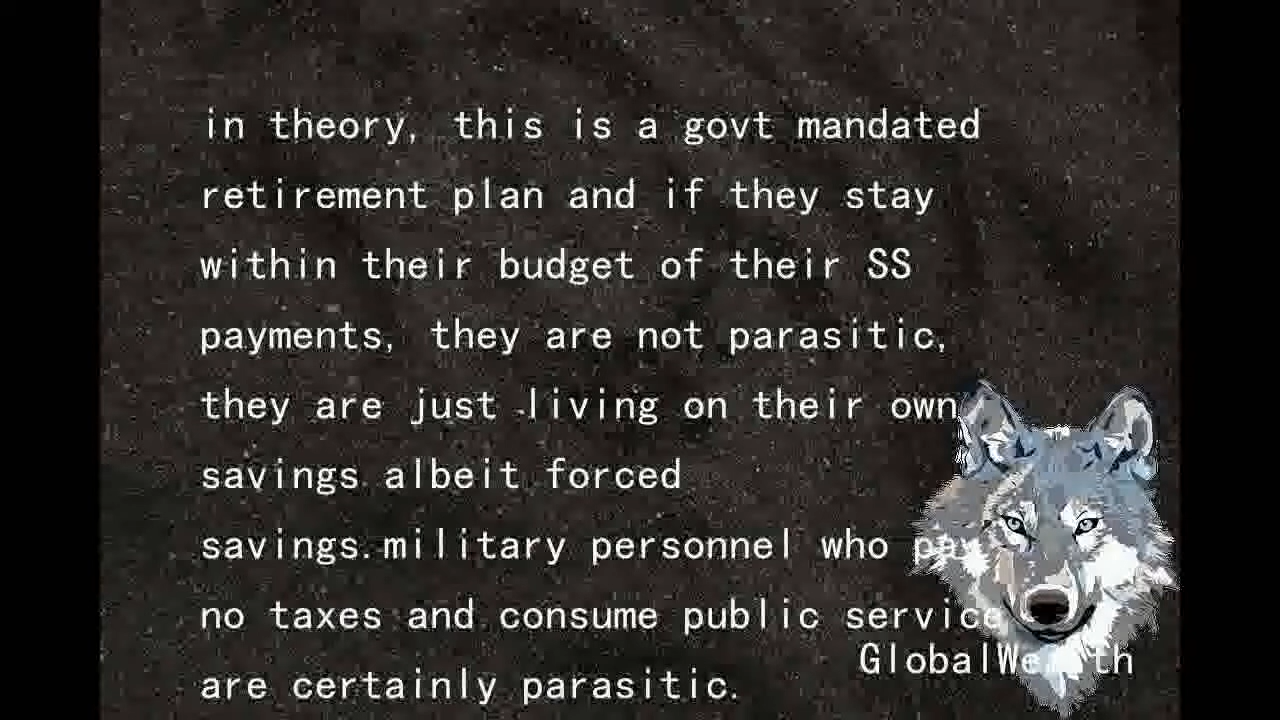 in theory, this is a govt mandated
retirement plan and if they stay
within their budget of their SS
payments, they are not parasitic,
they are just living on their own
savings albeit forced
savings.military personnel who pay
no taxes and consume public service
are certainly parasitic.
GlobalWealth